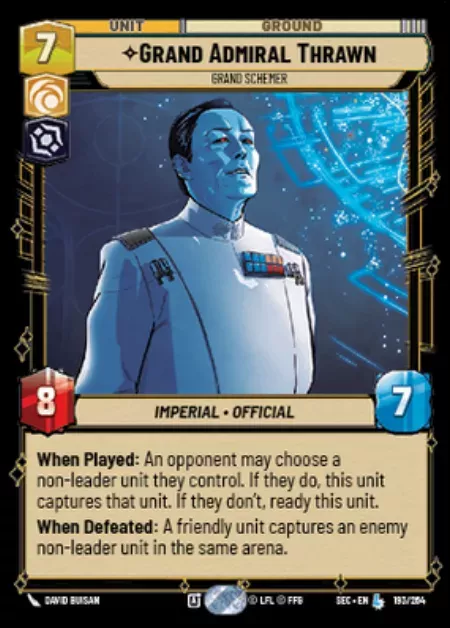 UNIT GROUND
7
✧GRAND ADMIRAL THRAWN
GRAND SCHEMER
8
IMPERIAL • OFFICIAL
7
When Played: An opponent may choose a
non-leader unit they control. If they do, this unit
captures that unit. If they don't, ready this unit.
When Defeated: A friendly unit captures an enemy
non-leader unit in the same arena.
DAVID BUISAN © LFL © FFG SEC • EN L 193/264